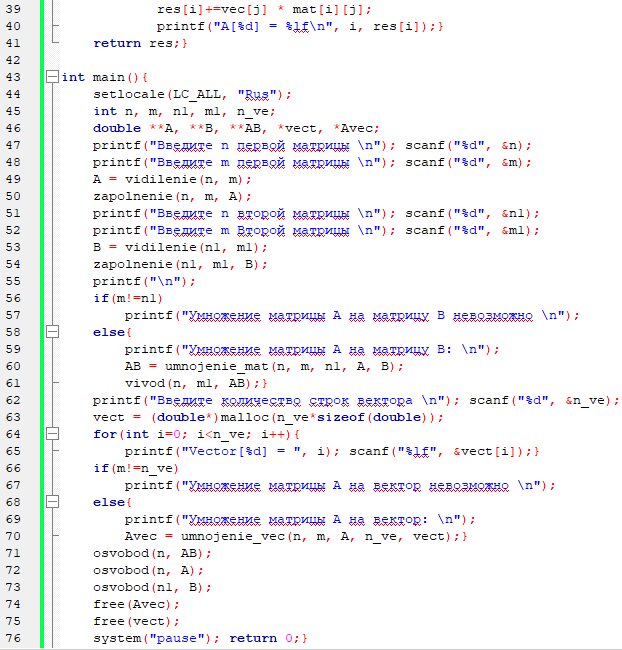 39 res[i]+=vec[j] * mat[i][j];
40 printf("A[%d] = %lf\n", i, res[i]);}
41 return res;}
42
43 int main(){
44 setlocale(LC_ALL, "Rus");
45 int n, m, n1, m1, n_ve;
46 double **A, **B, **AB, *vect, *Avec;
47 printf("Введите n первой матрицы \n"); scanf("%d", &n);
48 printf("Введите m первой матрицы \n"); scanf("%d", &m);
49 A = vidilenie(n, m);
50 zapolnenie(n, m, A);
51 printf("Введите n второй матрицы \n"); scanf("%d", &n1);
52 printf("Введите m Второй матрицы \n"); scanf("%d", &m1);
53 B = vidilenie(n1, m1);
54 zapolnenie(n1, m1, B);
55 printf("\n");
56 if(m!=n1)
57 printf("Умножение матрицы A на матрицу B невозможно \n");
58 else{
59 printf("Умножение матрицы A на матрицу B: \n");
60 AB = umnojenie_mat(n, m, n1, A, B);
61 vivod(n, m1, AB);}
62 printf("Введите количество строк вектора \n"); scanf("%d", &n_ve);
63 vect = (double*)malloc(n_ve*sizeof(double));
64 for(int i=0; i<n_ve; i++){
65 printf("Vector[%d] = ", i); scanf("%lf", &vect[i]);}
66 if(m!=n_ve)
67 printf("Умножение матрицы A на вектор невозможно \n");
68 else{
69 printf("Умножение матрицы A на вектор: \n");
70 Avec = umnojenie_vec(n, m, A, n_ve, vect);}
71 osvobod(n, AB);
72 osvobod(n, A);
73 osvobod(n1, B);
74 free(Avec);
75 free(vect);
76 system("pause"); return 0;}